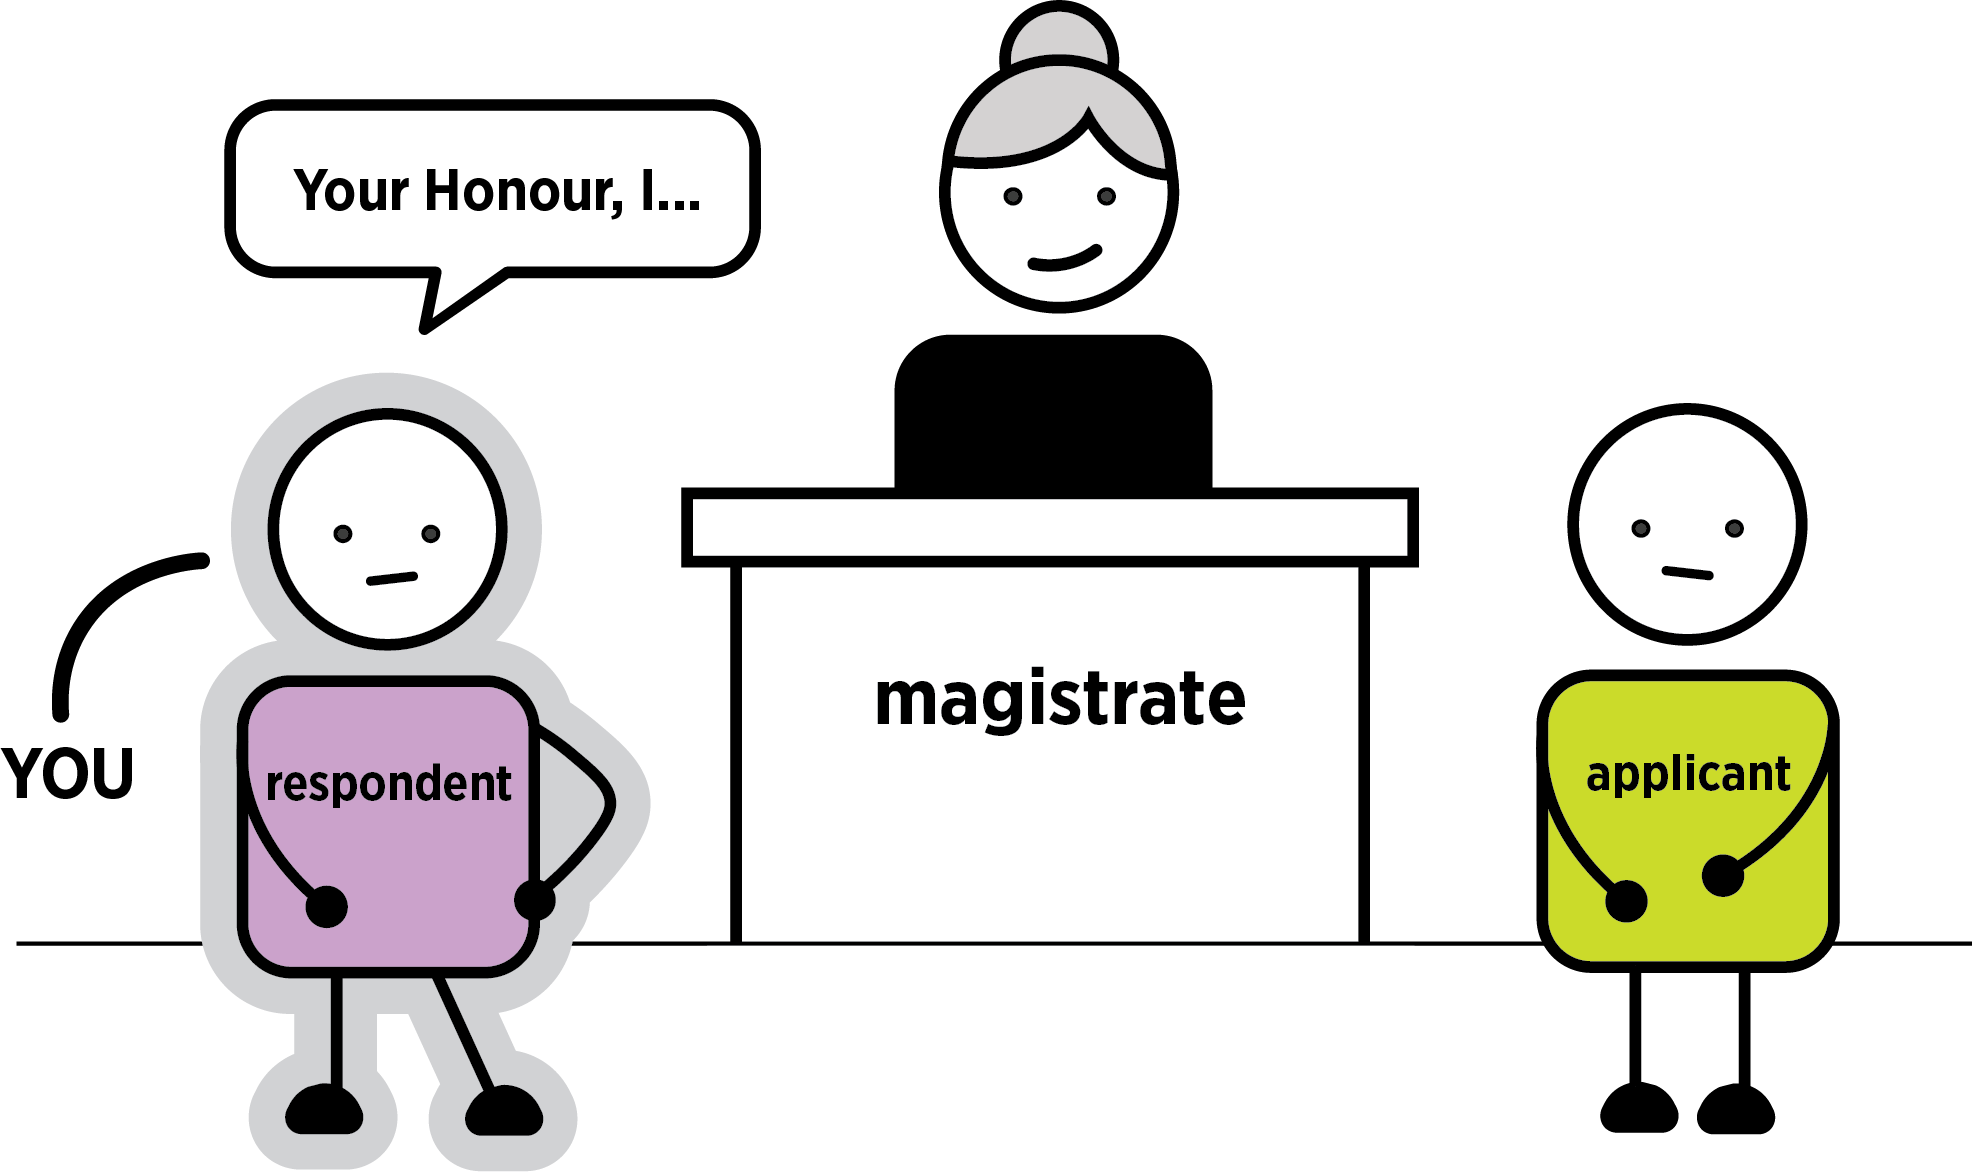 Your Honour, I...
YOU
respondent
magistrate
applicant